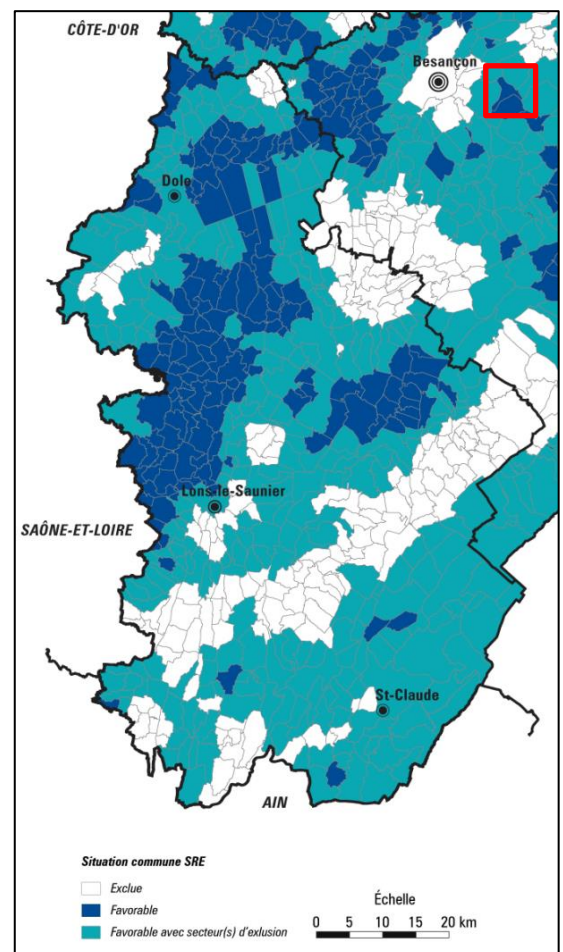 CÔTE-D'OR
Besançon
Dole
Lons-le-Saunier
SAÔNE-ET-LOIRE
St-Claude
AIN
Situation commune SRE
Exclue
Favorable
Favorable avec secteur(s) d'exlusion
Échelle
0 5 10 15 20 km